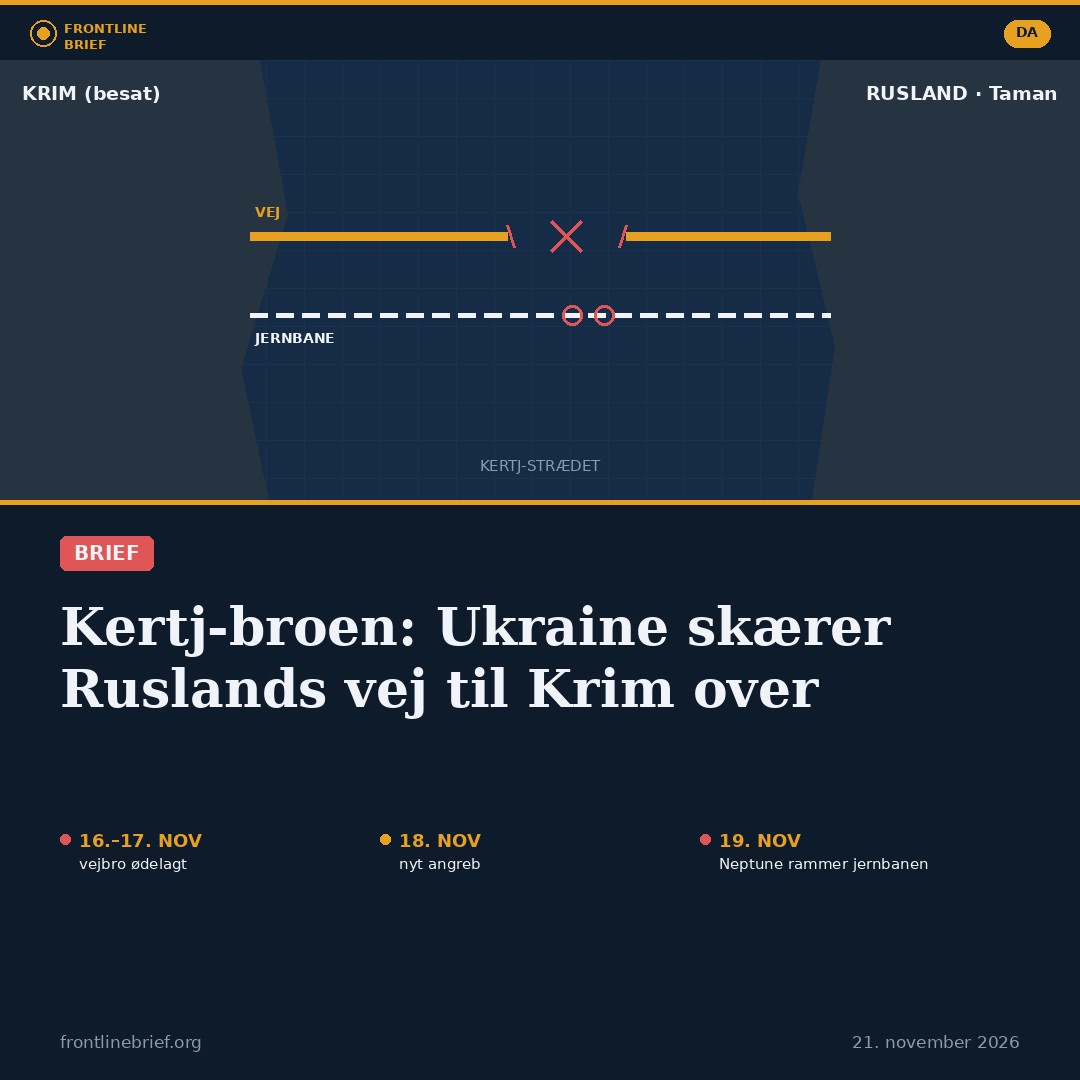 FRONTLINE
BRIEF
DA
KRIM (besat)
RUSLAND · Taman
VEJ
JERNBANE
KERTJ-STRÆDET
BRIEF
Kertj-broen: Ukraine skærer
Ruslands vej til Krim over
16.–17. NOV
vejbro ødelagt
18. NOV
nyt angreb
19. NOV
Neptune rammer jernbanen
frontlinebrief.org
21. november 2026